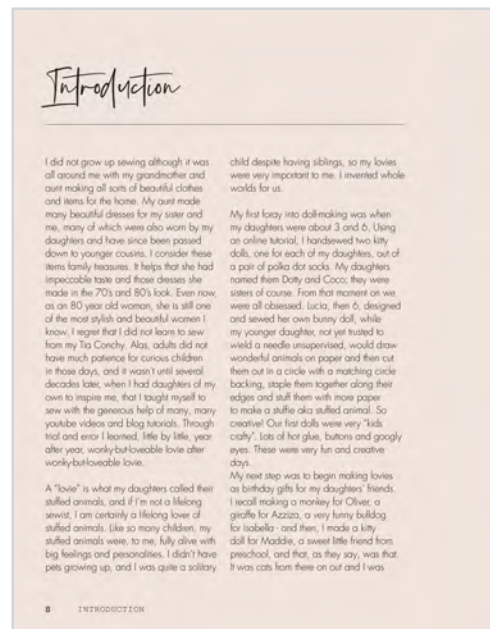 Introduction
I did not grow up sewing although it was
all around me with my grandmother and
aunt making all sorts of beautiful clothes
and items for the home. My aunt made
many beautiful dresses for my sister and
me, many of which were also worn by my
daughters and have since been passed
down to younger cousins. I consider these
items family treasures. It helps that she had
impeccable taste and those dresses she
made in the 70's and 80's look. Even now,
as an 80 year old woman, she is still one
of the most stylish and beautiful women I
know. I regret that I did not learn to sew
from my Tia Conchy. Alas, adults did not
have much patience for curious children
in those days, and it wasn't until several
decades later, when I had daughters of my
own to inspire me, that I taught myself to
sew with the generous help of many, many
youtube videos and blog tutorials. Through
trial and error I learned, little by little, year
after year, wonky-but-loveable lovie after
wonky-but-loveable lovie.
A "lovie" is what my daughters called their
stuffed animals, and if I'm not a lifelong
sewist, I am certainly a lifelong lover of
stuffed animals. Like so many children, my
stuffed animals were, to me, fully alive with
big feelings and personalities. I didn't have
pets growing up, and I was quite a solitary
child despite having siblings, so my lovies
were very important to me. I invented whole
worlds for us.
My first foray into doll-making was when
my daughters were about 3 and 6. Using
an online tutorial, I handsewed two kitty
dolls, one for each of my daughters, out of
a pair of polka dot socks. My daughters
named them Dotty and Coco; they were
sisters of course. From that moment on we
were all obsessed. Lucia, then 6, designed
and sewed her own bunny doll, while
my younger daughter, not yet trusted to
wield a needle unsupervised, would draw
wonderful animals on paper and then cut
them out in a circle with a matching circle
backing, staple them together along their
edges and stuff them with more paper
to make a stuffie aka stuffed animal. So
creative! Our first dolls were very "kids
crafty". Lots of hot glue, buttons and googly
eyes. These were very fun and creative
days.
My next step was to begin making lovies
as birthday gifts for my daughters' friends.
I recall making a monkey for Oliver, a
giraffe for Azziza, a very funny bulldog
for Isabella - and then, I made a kitty
doll for Maddie, a sweet little friend from
preschool, and that, as they say, was that.
It was cats from there on out and I was
8 INTRODUCTION